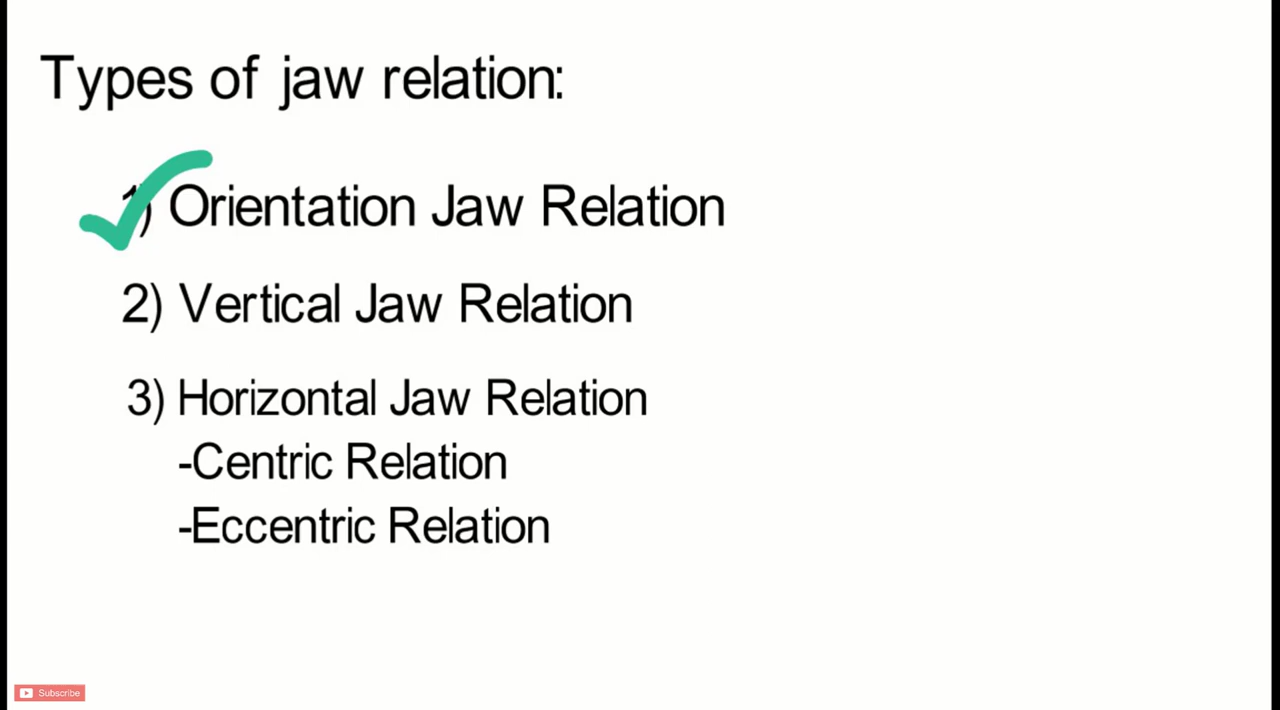 Types of jaw relation:
1) Orientation Jaw Relation
2) Vertical Jaw Relation
3) Horizontal Jaw Relation
-Centric Relation
-Eccentric Relation
Subscribe